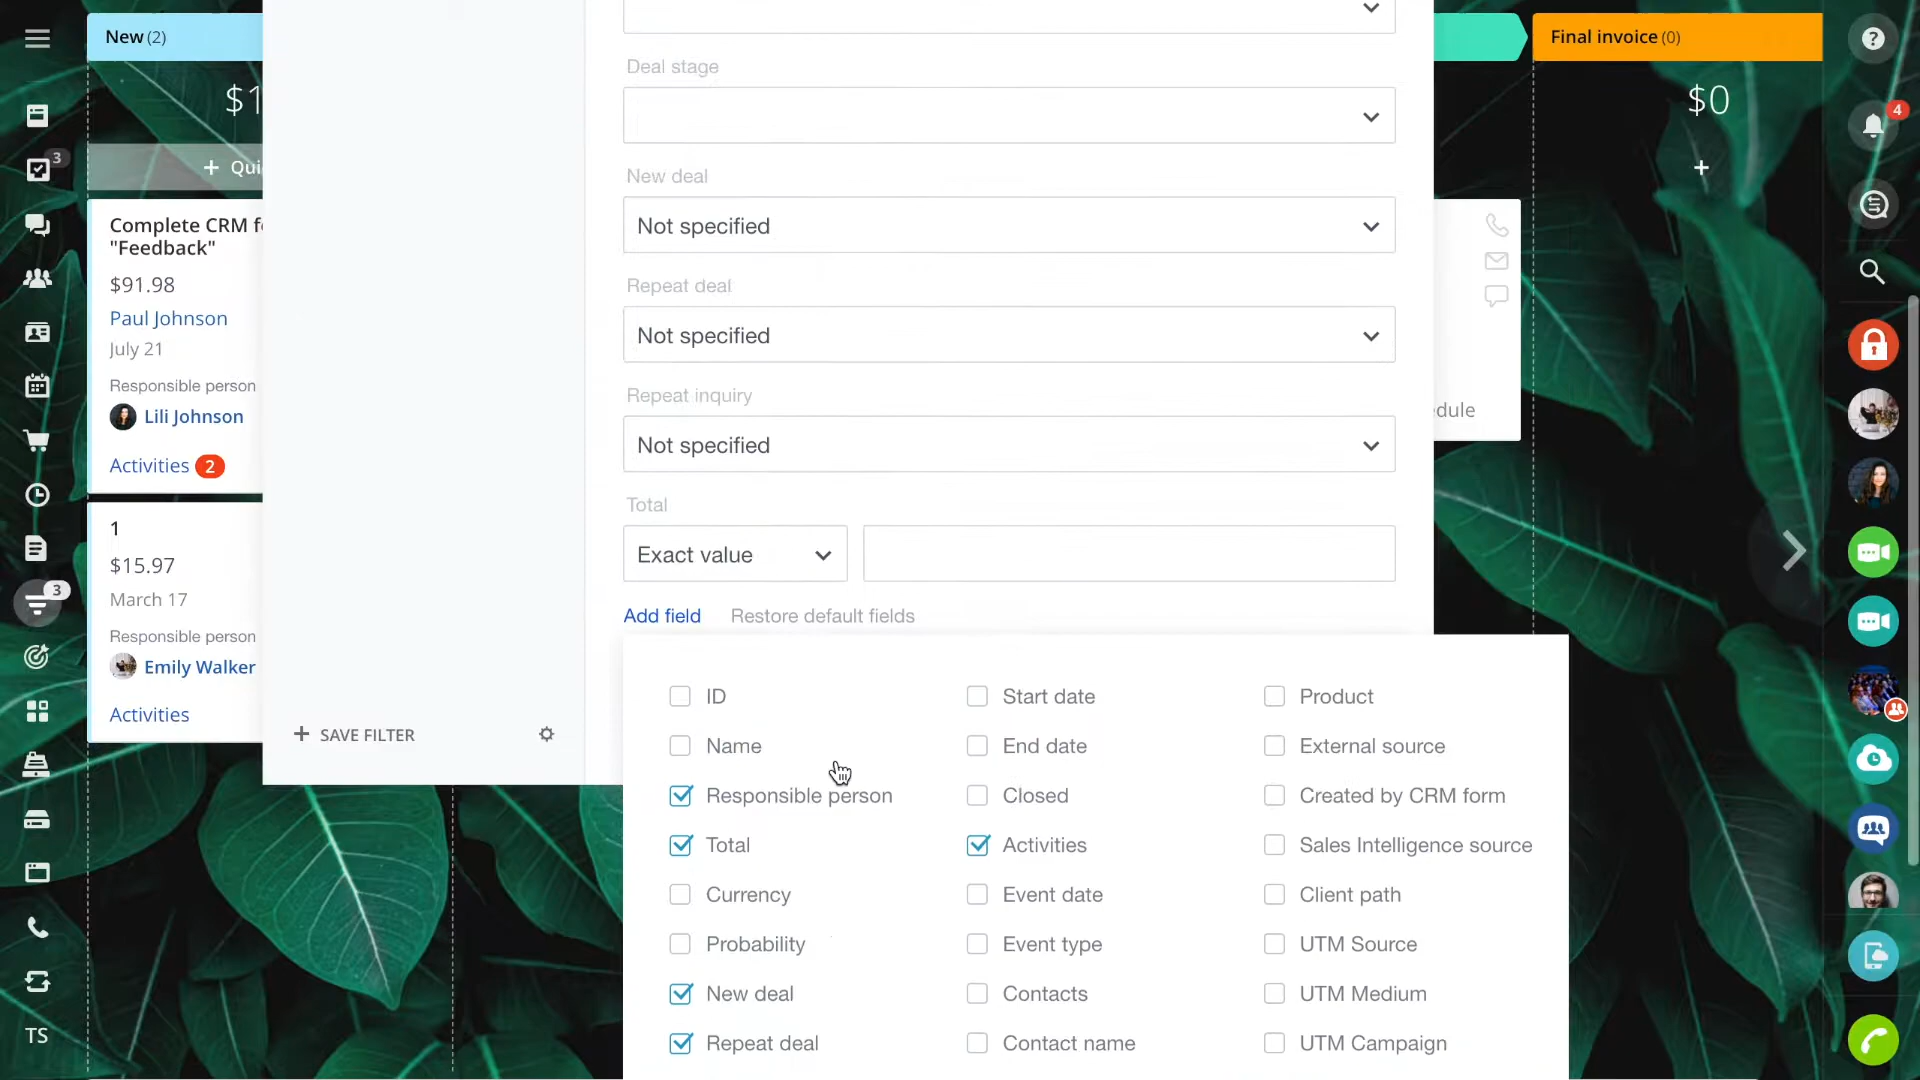 New (2)
Final invoice (0)
$1
$0
4
3
+ Qui
+
Complete CRM f
"Feedback"
$91.98
Paul Johnson
July 21
Responsible person
Lili Johnson
Activities 2
1
$15.97
March 17
Responsible person
Emily Walker
Activities
3
TS
+ SAVE FILTER
Deal stage
New deal
Not specified
Repeat deal
Not specified
Repeat inquiry
Not specified
Total
Exact value
Add field Restore default fields
dule
ID Start date Product
Name End date External source
Responsible person Closed Created by CRM form
Total Activities Sales Intelligence source
Currency Event date Client path
Probability Event type UTM Source
New deal Contacts UTM Medium
Repeat deal Contact name UTM Campaign